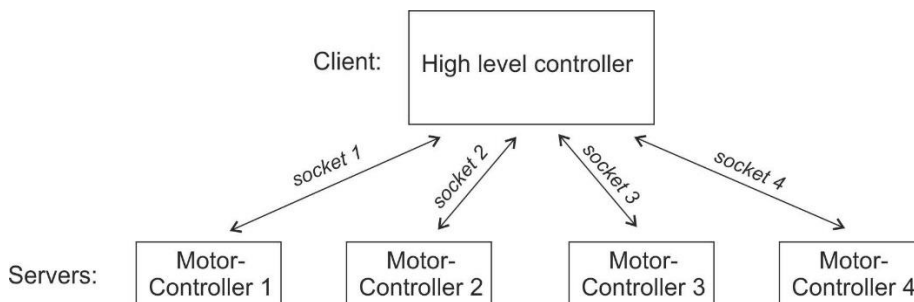 Client:
High level controller
socket 1
socket 2
socket 3
socket 4
Servers:
Motor-
Controller 1
Motor-
Controller 2
Motor-
Controller 3
Motor-
Controller 4